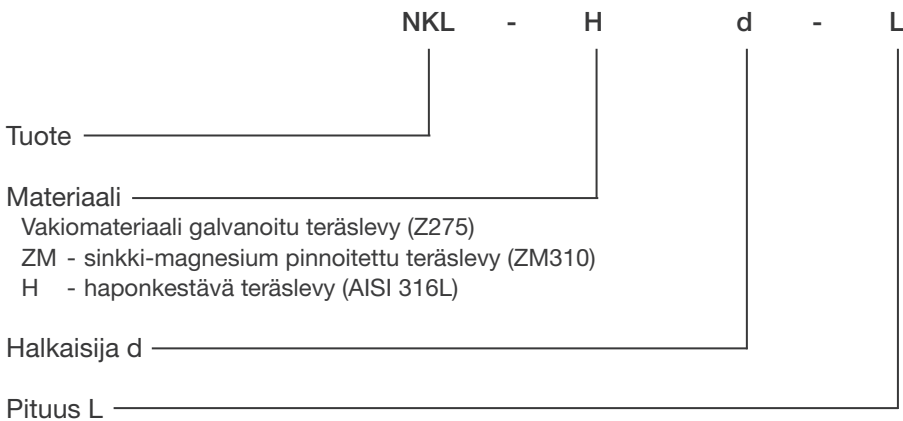 NKL - H d - L
Tuote
Materiaali
Vakiomateriaali galvanoitu teräslevy (Z275)
ZM - sinkki-magnesium pinnoitettu teräslevy (ZM310)
H - haponkestävä teräslevy (AISI 316L)
Halkaisija d
Pituus L